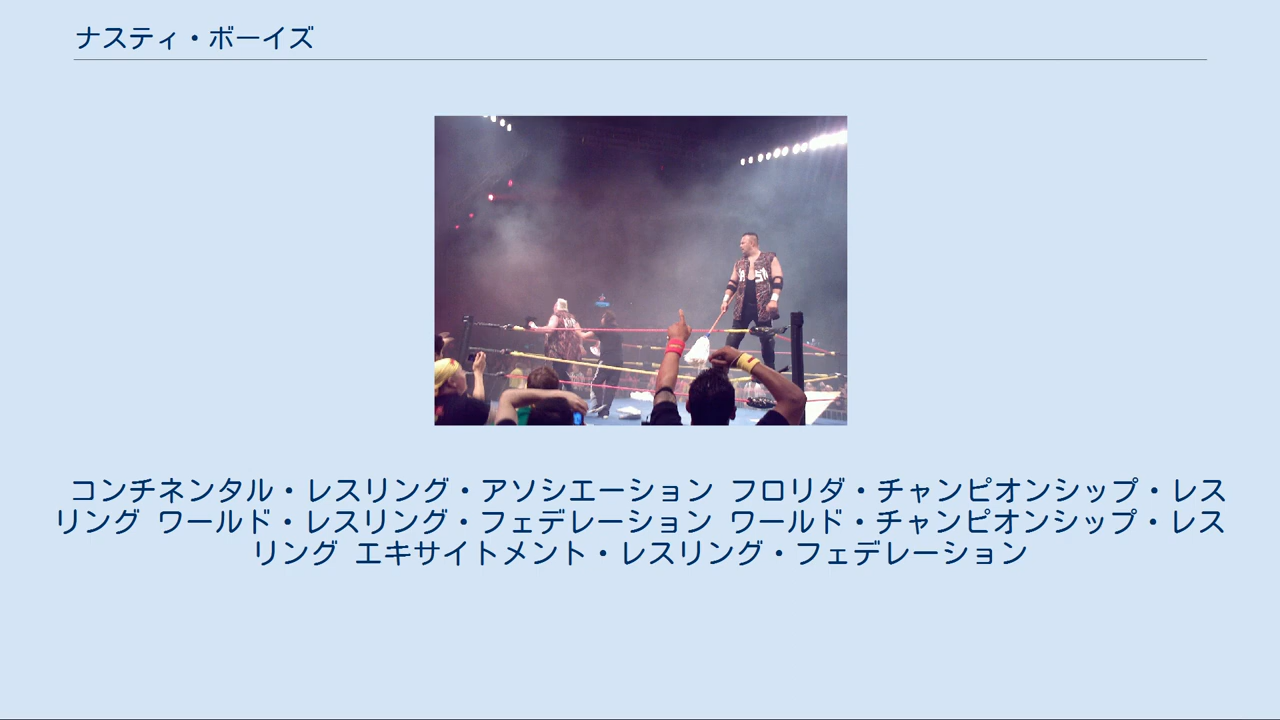 ナスティ・ボーイズ
コンチネンタル・レスリング・アソシエーション フロリダ・チャンピオンシップ・レス
リング ワールド・レスリング・フェデレーション ワールド・チャンピオンシップ・レス
リング エキサイトメント・レスリング・フェデレーション